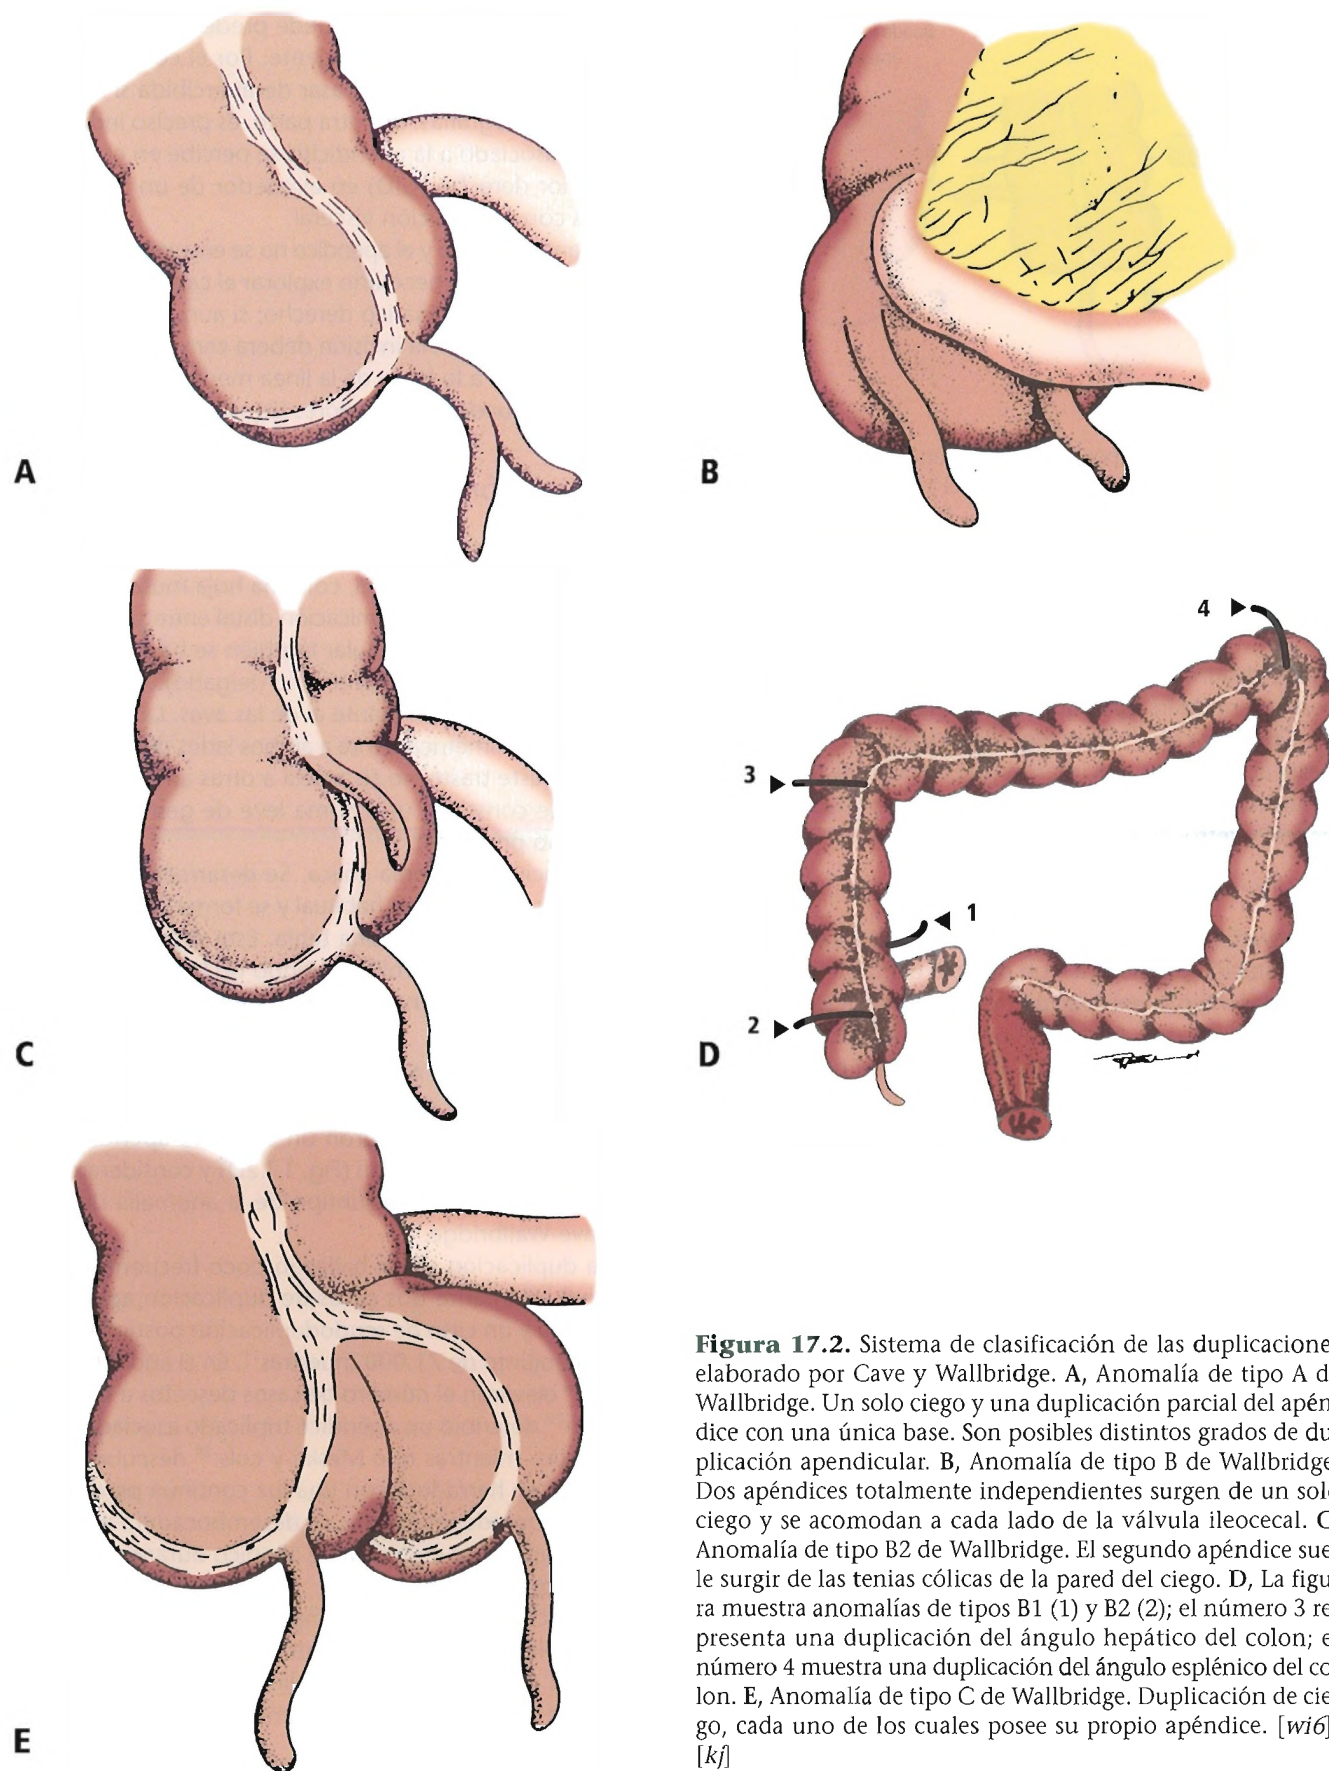 A
B
4
3
1
2
C
D
E
Figura 17.2. Sistema de clasificación de las duplicacione
elaborado por Cave y Wallbridge. A, Anomalía de tipo A d
Wallbridge. Un solo ciego y una duplicación parcial del apén
dice con una única base. Son posibles distintos grados de du
plicación apendicular. B, Anomalía de tipo B de Wallbridge
Dos apéndices totalmente independientes surgen de un sol
ciego y se acomodan a cada lado de la válvula ileocecal. C
Anomalía de tipo B2 de Wallbridge. El segundo apéndice sue
le surgir de las tenias cólicas de la pared del ciego. D, La figu
ra muestra anomalías de tipos B1 (1) y B2 (2); el número 3 re
presenta una duplicación del ángulo hepático del colon; e
número 4 muestra una duplicación del ángulo esplénico del co
lon. E, Anomalía de tipo C de Wallbridge. Duplicación de cie
go, cada uno de los cuales posee su propio apéndice. [wi6]
[kj]